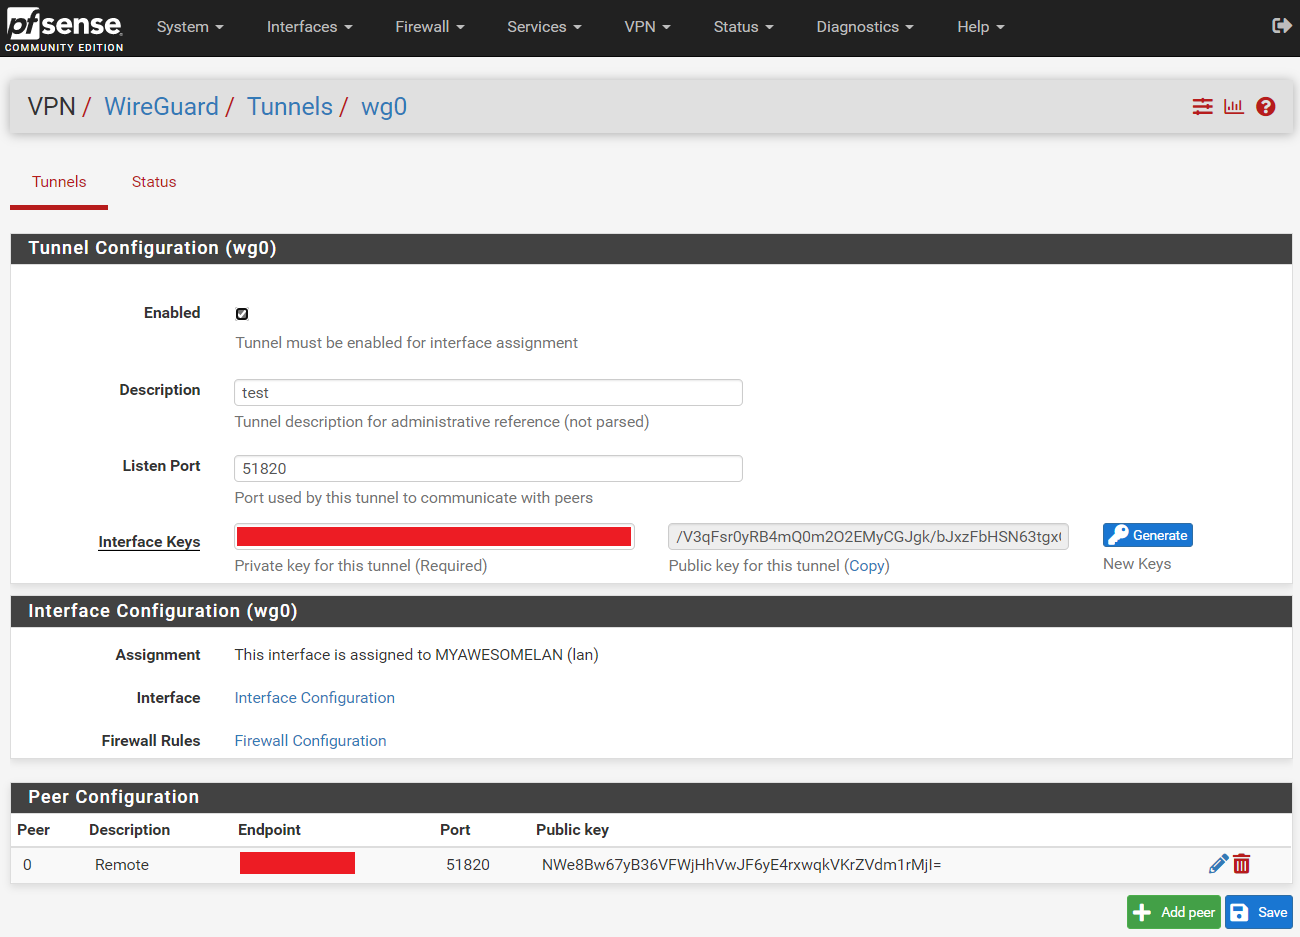 pfsense
COMMUNITY EDITION
System Interfaces Firewall Services VPN Status Diagnostics Help
VPN / WireGuard / Tunnels / wg0
Tunnels Status
Tunnel Configuration (wg0)
Enabled
Tunnel must be enabled for interface assignment
Description test
Tunnel description for administrative reference (not parsed)
Listen Port 51820
Port used by this tunnel to communicate with peers
Interface Keys /V3qFsr0yRB4mQ0m2O2EMyCGJgk/bJxzFbHSN63tgx Generate
Private key for this tunnel (Required) Public key for this tunnel (Copy) New Keys
Interface Configuration (wg0)
Assignment This interface is assigned to MYAWESOMELAN (lan)
Interface Interface Configuration
Firewall Rules Firewall Configuration
Peer Configuration
Peer Description Endpoint Port Public key
0 Remote 51820 NWe8Bw67yB36VFWjHhVwJF6yE4rxwqkVKrZVdm1rMjI=
Add peer Save